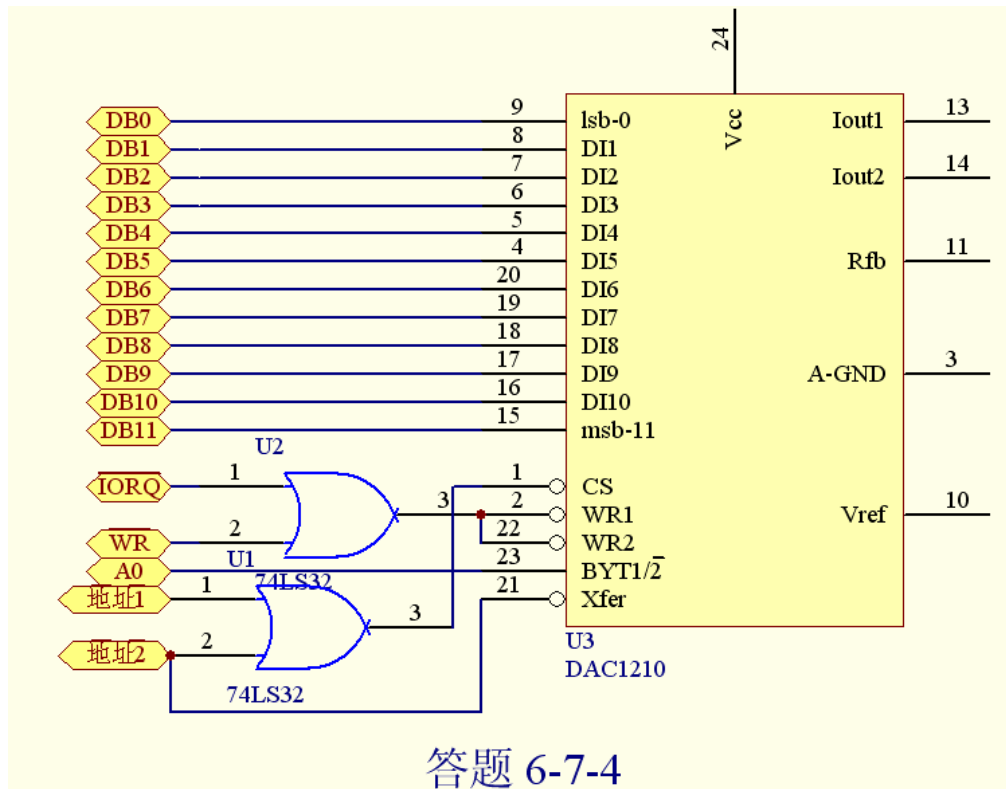 24
Vcc
DB0 9 lsb-0 Iout1 13
DB1 8 DI1
DB2 7 DI2 Iout2 14
DB3 6 DI3
DB4 5 DI4
DB5 4 DI5 Rfb 11
DB6 20 DI6
DB7 19 DI7
DB8 18 DI8
DB9 17 DI9 A-GND 3
DB10 16 DI10
DB11 15 msb-11
U2
IORQ 1 1 CS
3 2 WR1 Vref 10
WR 2 22 WR2
U1
A0 23 BYT1/2
74LS32
地址1 1 21 Xfer
3
地址2 2 U3
DAC1210
74LS32
答题 6-7-4